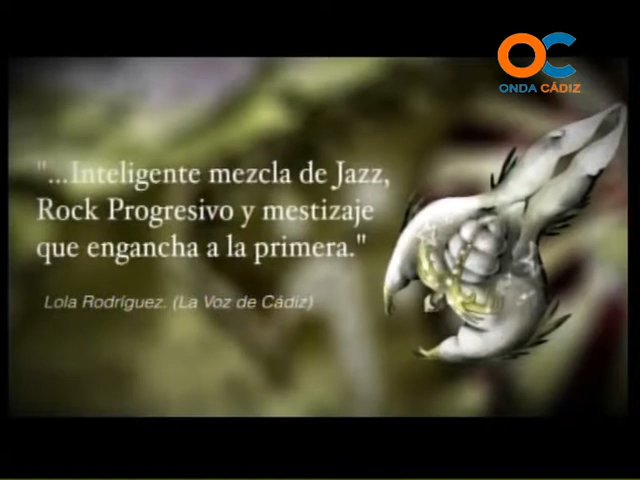 OC
ONDA CÁDIZ
"...Inteligente mezcla de Jazz,
Rock Progresivo y mestizaje
que engancha a la primera."
Lola Rodríguez. (La Voz de Cádiz)